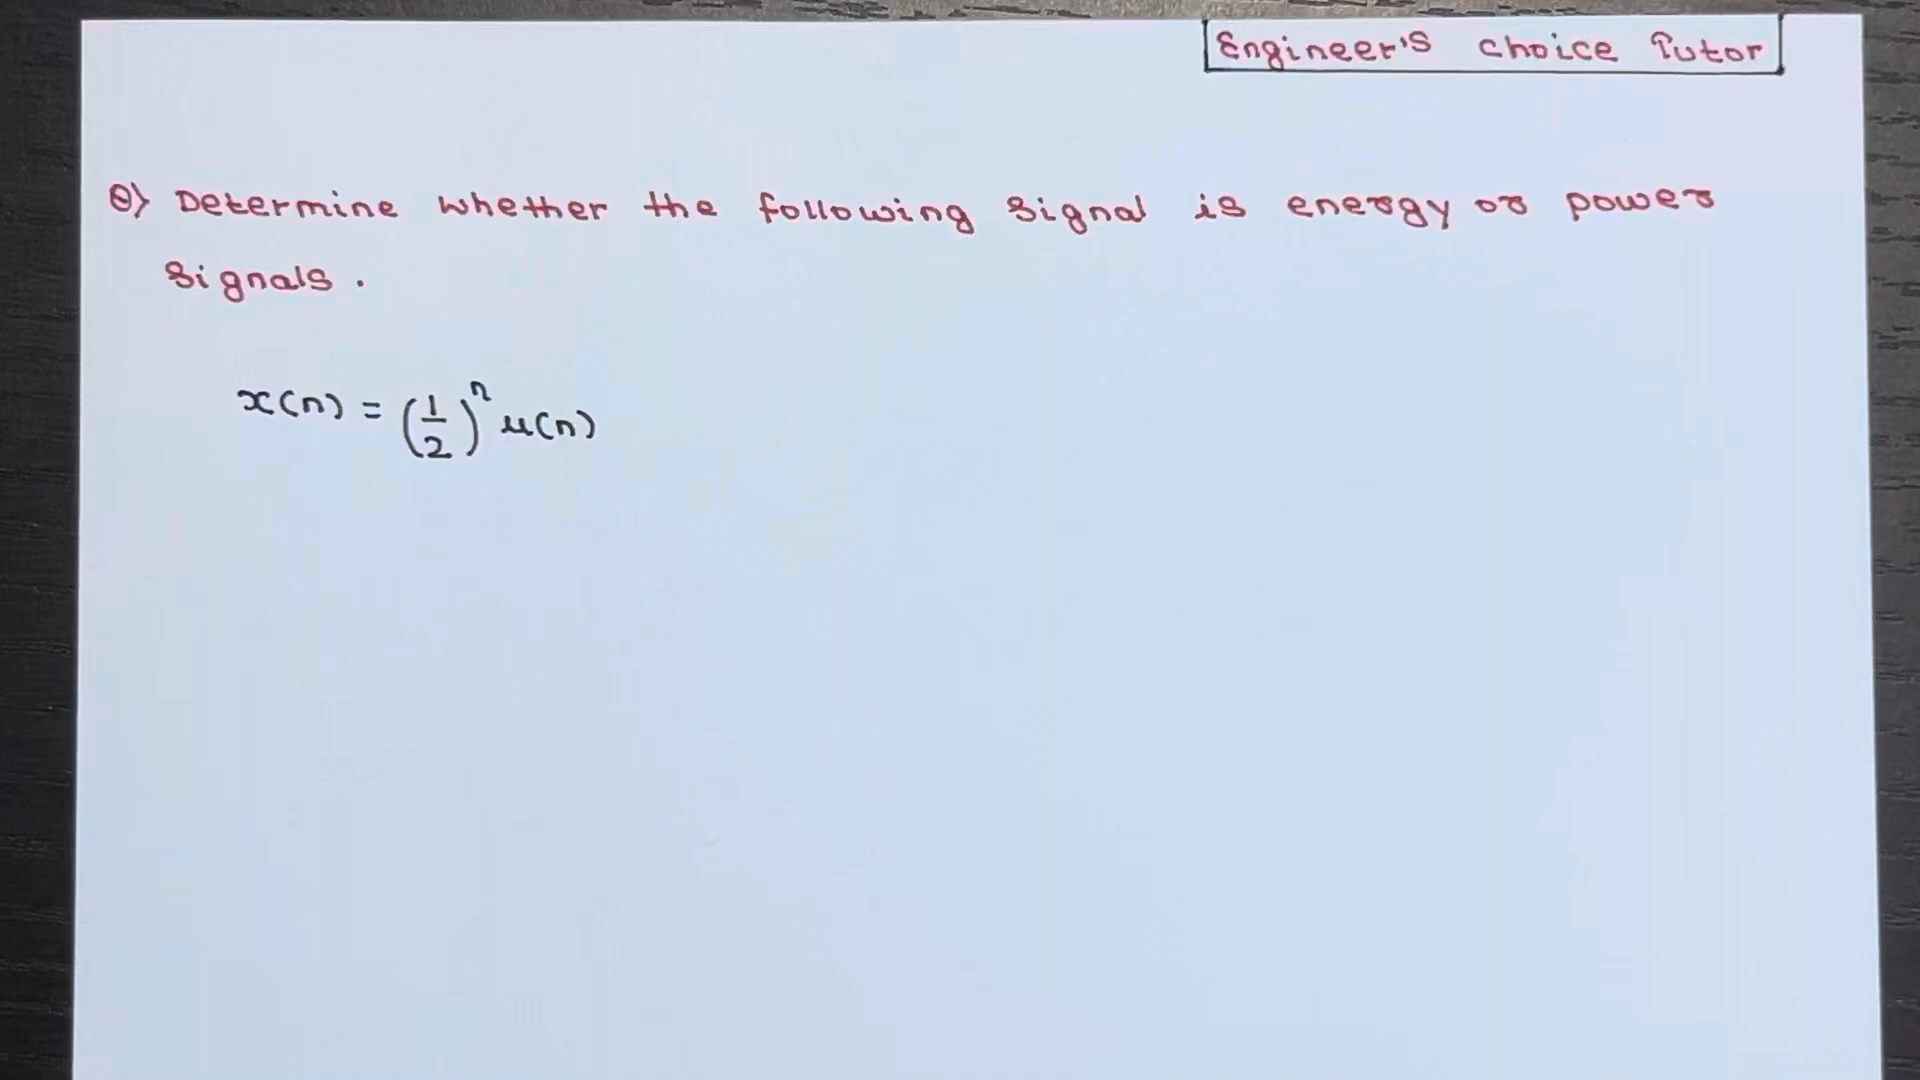 Engineer's Choice Tutor
Q) Determine whether the following signal is energy or power
signals.
x(n) = (1/2)^n u(n)